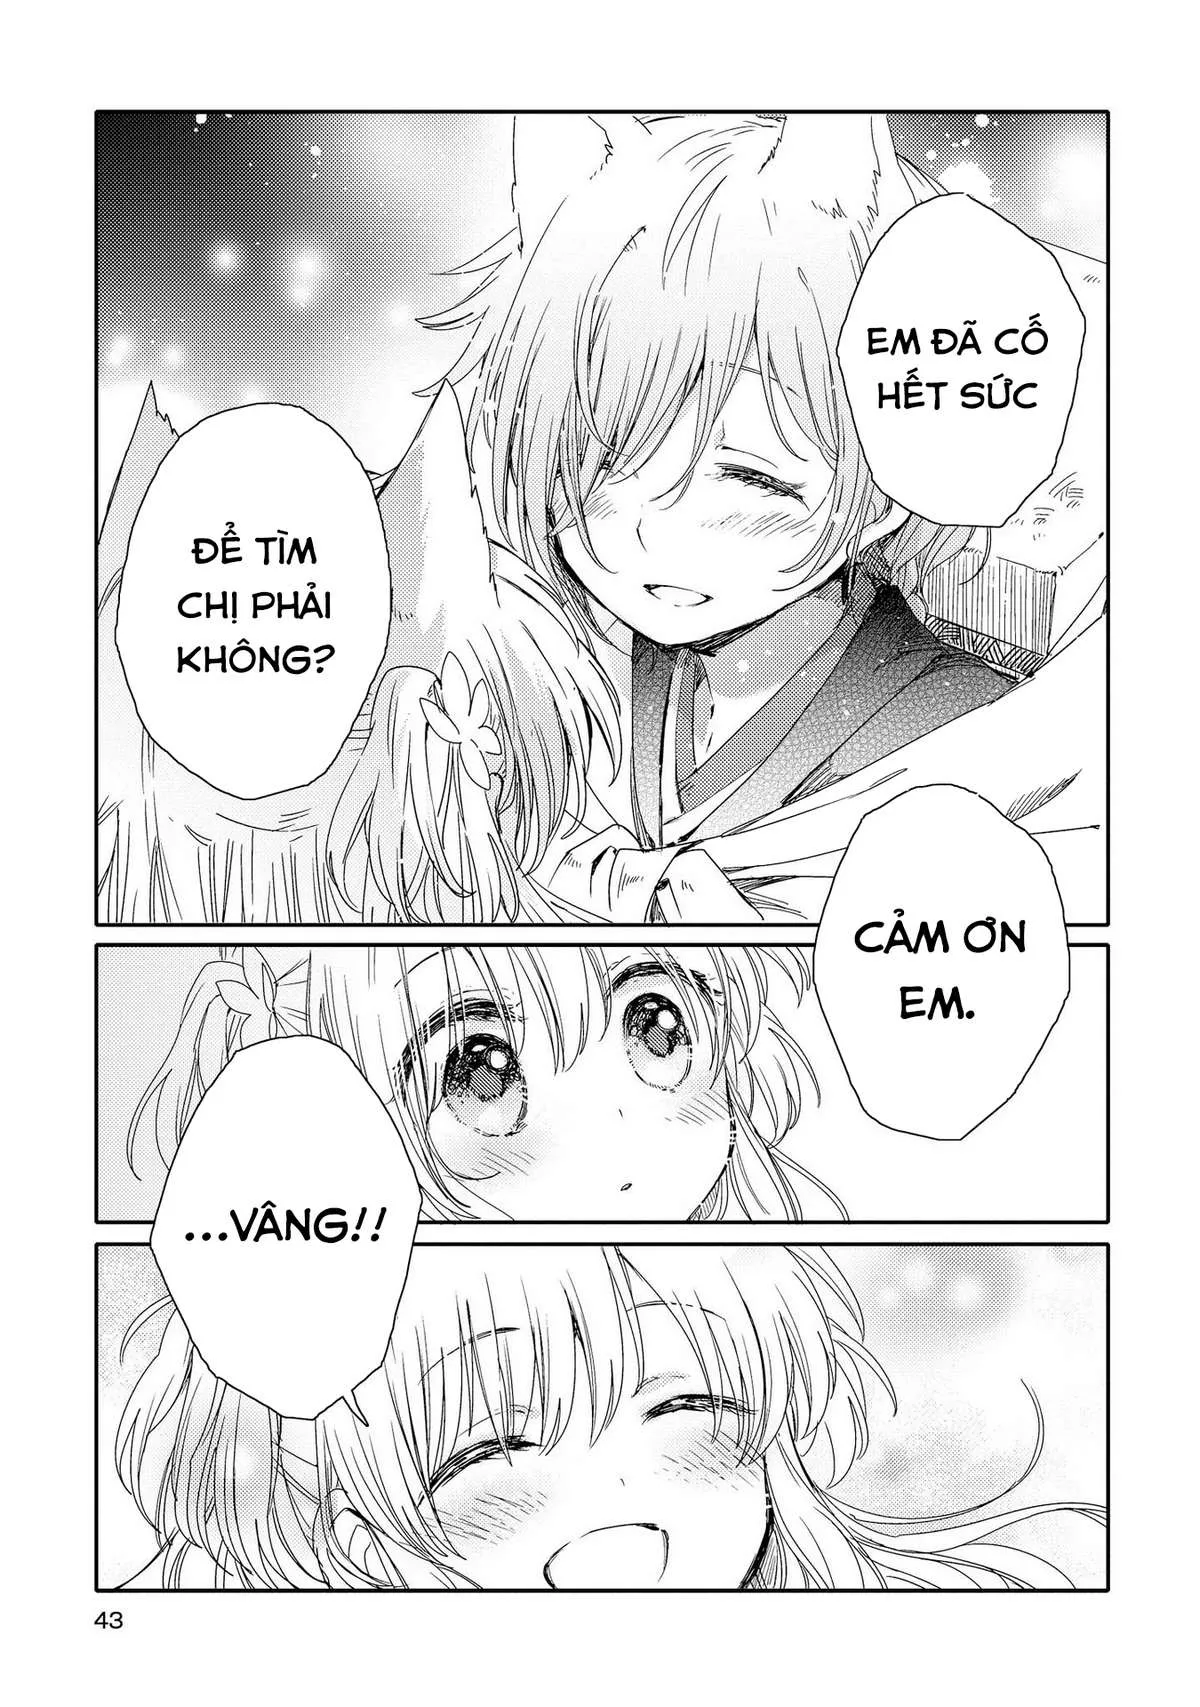 EM ĐÃ CỐ
HẾT SỨC
ĐỂ TÌM
CHỊ PHẢI
KHÔNG?
CẢM ƠN
EM.
...VÂNG!!
43